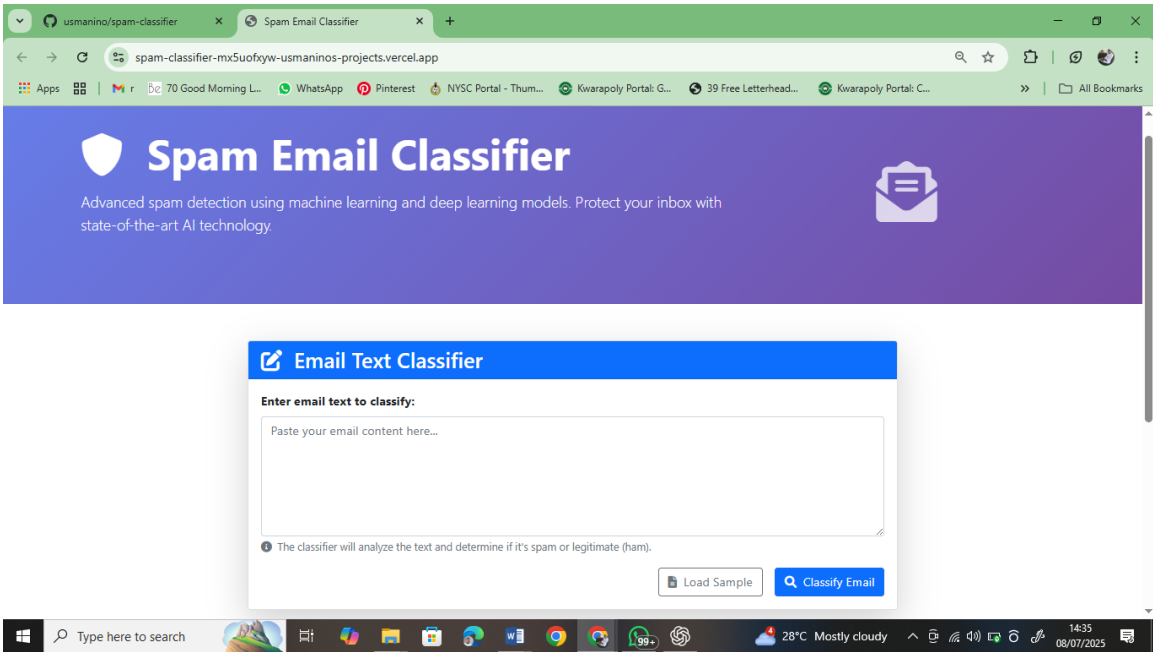 usmanino/spam-classifier
Spam Email Classifier
spam-classifier-mx5uofxyw-usmaninos-projects.vercel.app
Apps
r
70 Good Morning L...
WhatsApp
Pinterest
NYSC Portal - Thum...
Kwarapoly Portal: G...
39 Free Letterhead...
Kwarapoly Portal: C...
»
All Bookmarks
Spam Email Classifier
Advanced spam detection using machine learning and deep learning models. Protect your inbox with
state-of-the-art AI technology.
Email Text Classifier
Enter email text to classify:
Paste your email content here...
The classifier will analyze the text and determine if it's spam or legitimate (ham).
Load Sample
Classify Email
Type here to search
99+
4
28°C Mostly cloudy
14:35
08/07/2025